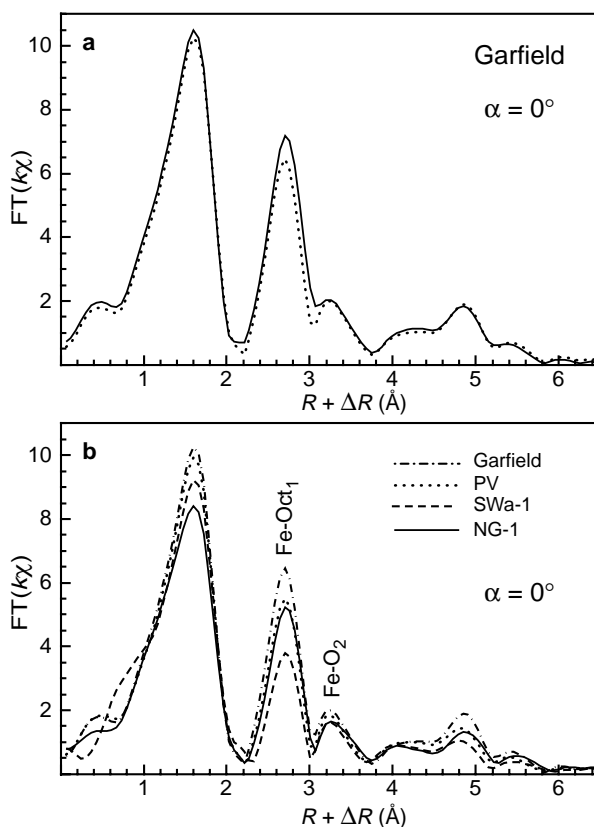 a
Garfield
α = 0°
FT(kχ)
10
8
6
4
2
1 2 3 4 5 6
R + ΔR (Å)
b
Garfield
PV
SWa-1
NG-1
α = 0°
Fe-Oct₁
Fe-O₂
FT(kχ)
10
8
6
4
2
1 2 3 4 5 6
R + ΔR (Å)